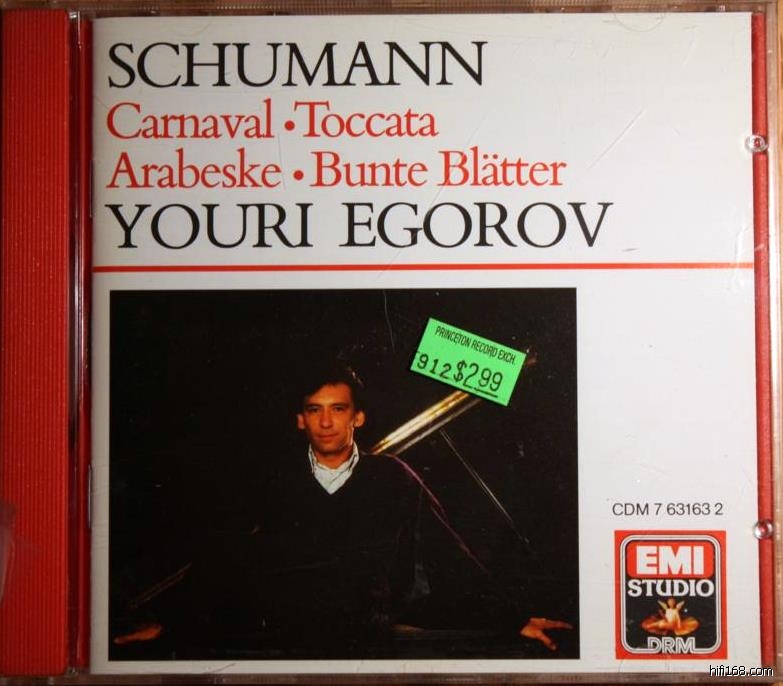 SCHUMANN
Carnaval • Toccata
Arabeske • Bunte Blätter
YOURI EGOROV
PRINCETON RECORD EXCH.
912 $2.99
CDM 7 63163 2
EMI
STUDIO
DRM
hifi168.com